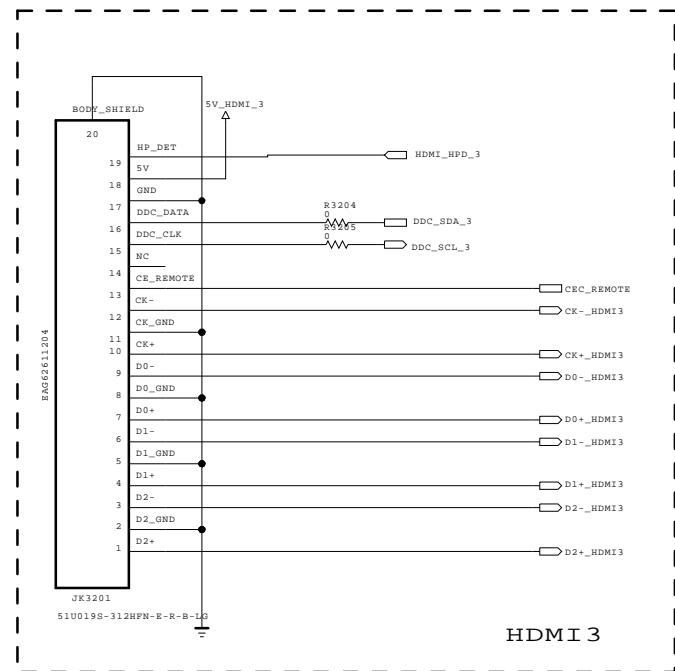 BODY_SHIELD
5V_HDMI_3
20
HP_DET
19
HDMI_HPD_3
5V
18
GND
17
R3204
DDC_DATA
0
16
DDC_SDA_3
R3205
DDC_CLK
0
15
DDC_SCL_3
NC
14
CE_REMOTE
13
CEC_REMOTE
CK-
12
CK-_HDMI3
CK_GND
11
CK+
10
CK+_HDMI3
D0-
9
D0-_HDMI3
D0_GND
8
D0+
7
D0+_HDMI3
D1-
6
D1-_HDMI3
D1_GND
5
D1+
4
D1+_HDMI3
D2-
3
D2-_HDMI3
D2_GND
2
D2+
1
D2+_HDMI3
EAG62611204
JK3201
51U019S-312HFN-E-R-B-LG
HDMI3